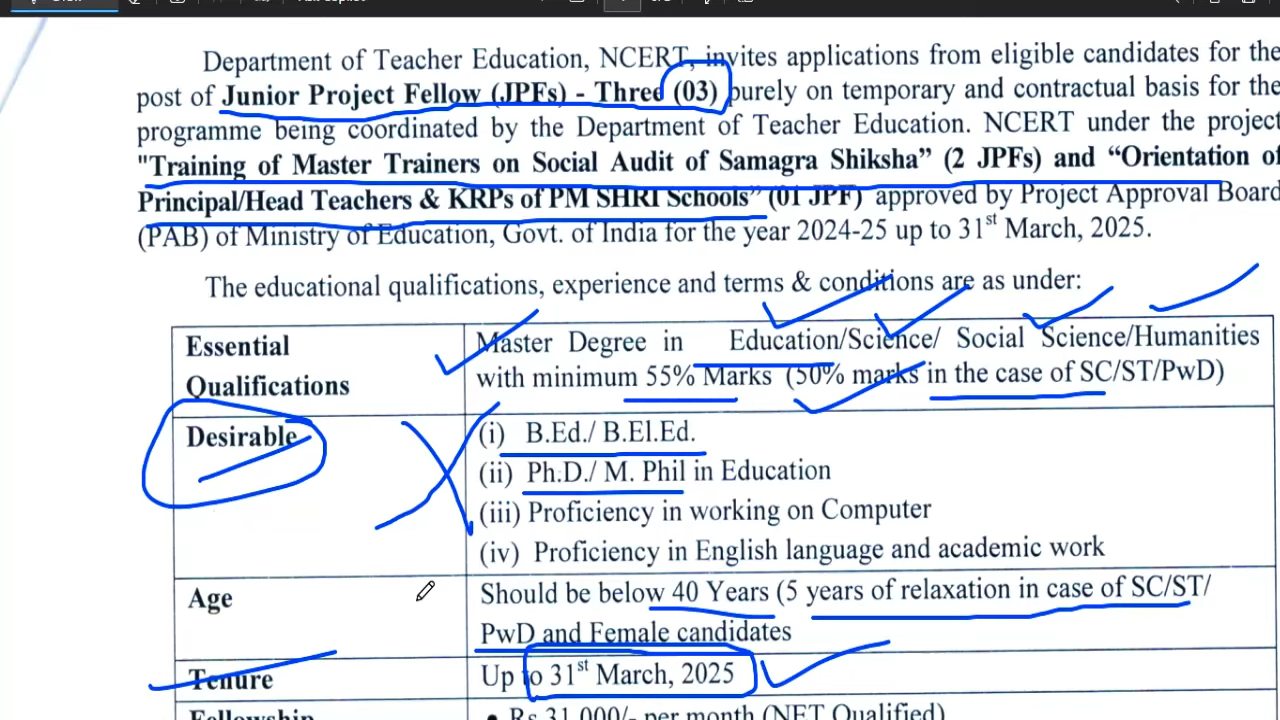 Department of Teacher Education, NCERT, invites applications from eligible candidates for the
post of Junior Project Fellow (JPFs) - Three (03) purely on temporary and contractual basis for the
programme being coordinated by the Department of Teacher Education. NCERT under the project
"Training of Master Trainers on Social Audit of Samagra Shiksha” (2 JPFs) and “Orientation of
Principal/Head Teachers & KRPs of PM SHRI Schools” (01 JPF) approved by Project Approval Board
(PAB) of Ministry of Education, Govt. of India for the year 2024-25 up to 31st March, 2025.
The educational qualifications, experience and terms & conditions are as under:
Essential Qualifications
Master Degree in Education/Science/ Social Science/Humanities
with minimum 55% Marks (50% marks in the case of SC/ST/PwD)
Desirable
(i) B.Ed./ B.El.Ed.
(ii) Ph.D./ M. Phil in Education
(iii) Proficiency in working on Computer
(iv) Proficiency in English language and academic work
Age
Should be below 40 Years (5 years of relaxation in case of SC/ST/
PwD and Female candidates
Tenure
Up to 31st March, 2025
Fellowship
• Rs 31,000/- per month (NET Qualified)